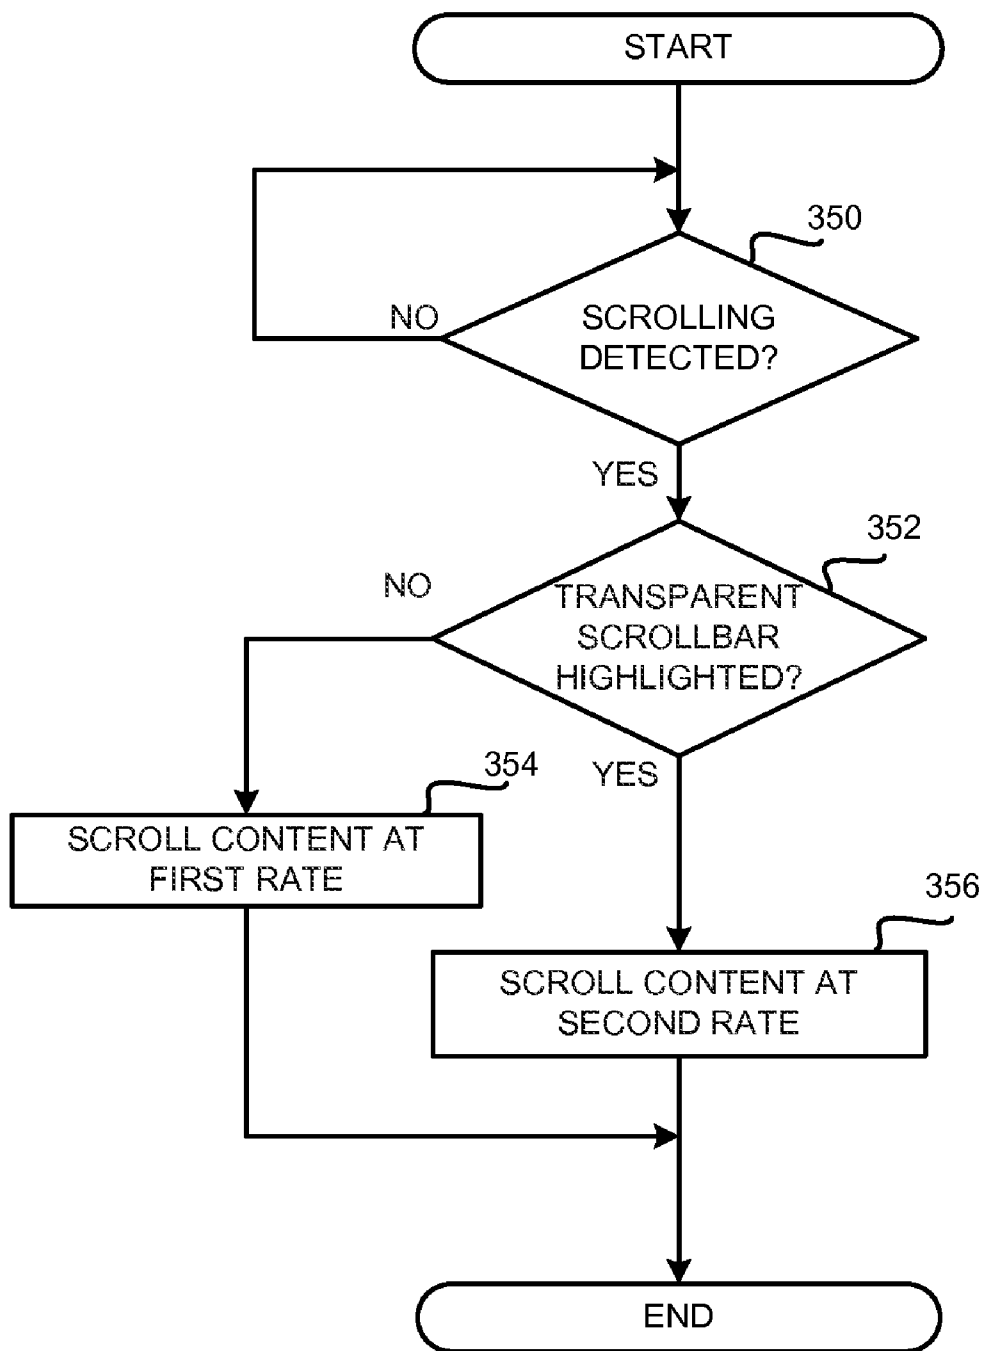 START
350
SCROLLING
DETECTED?
NO
YES
352
TRANSPARENT
SCROLLBAR
HIGHLIGHTED?
NO
YES
354
SCROLL CONTENT AT
FIRST RATE
356
SCROLL CONTENT AT
SECOND RATE
END